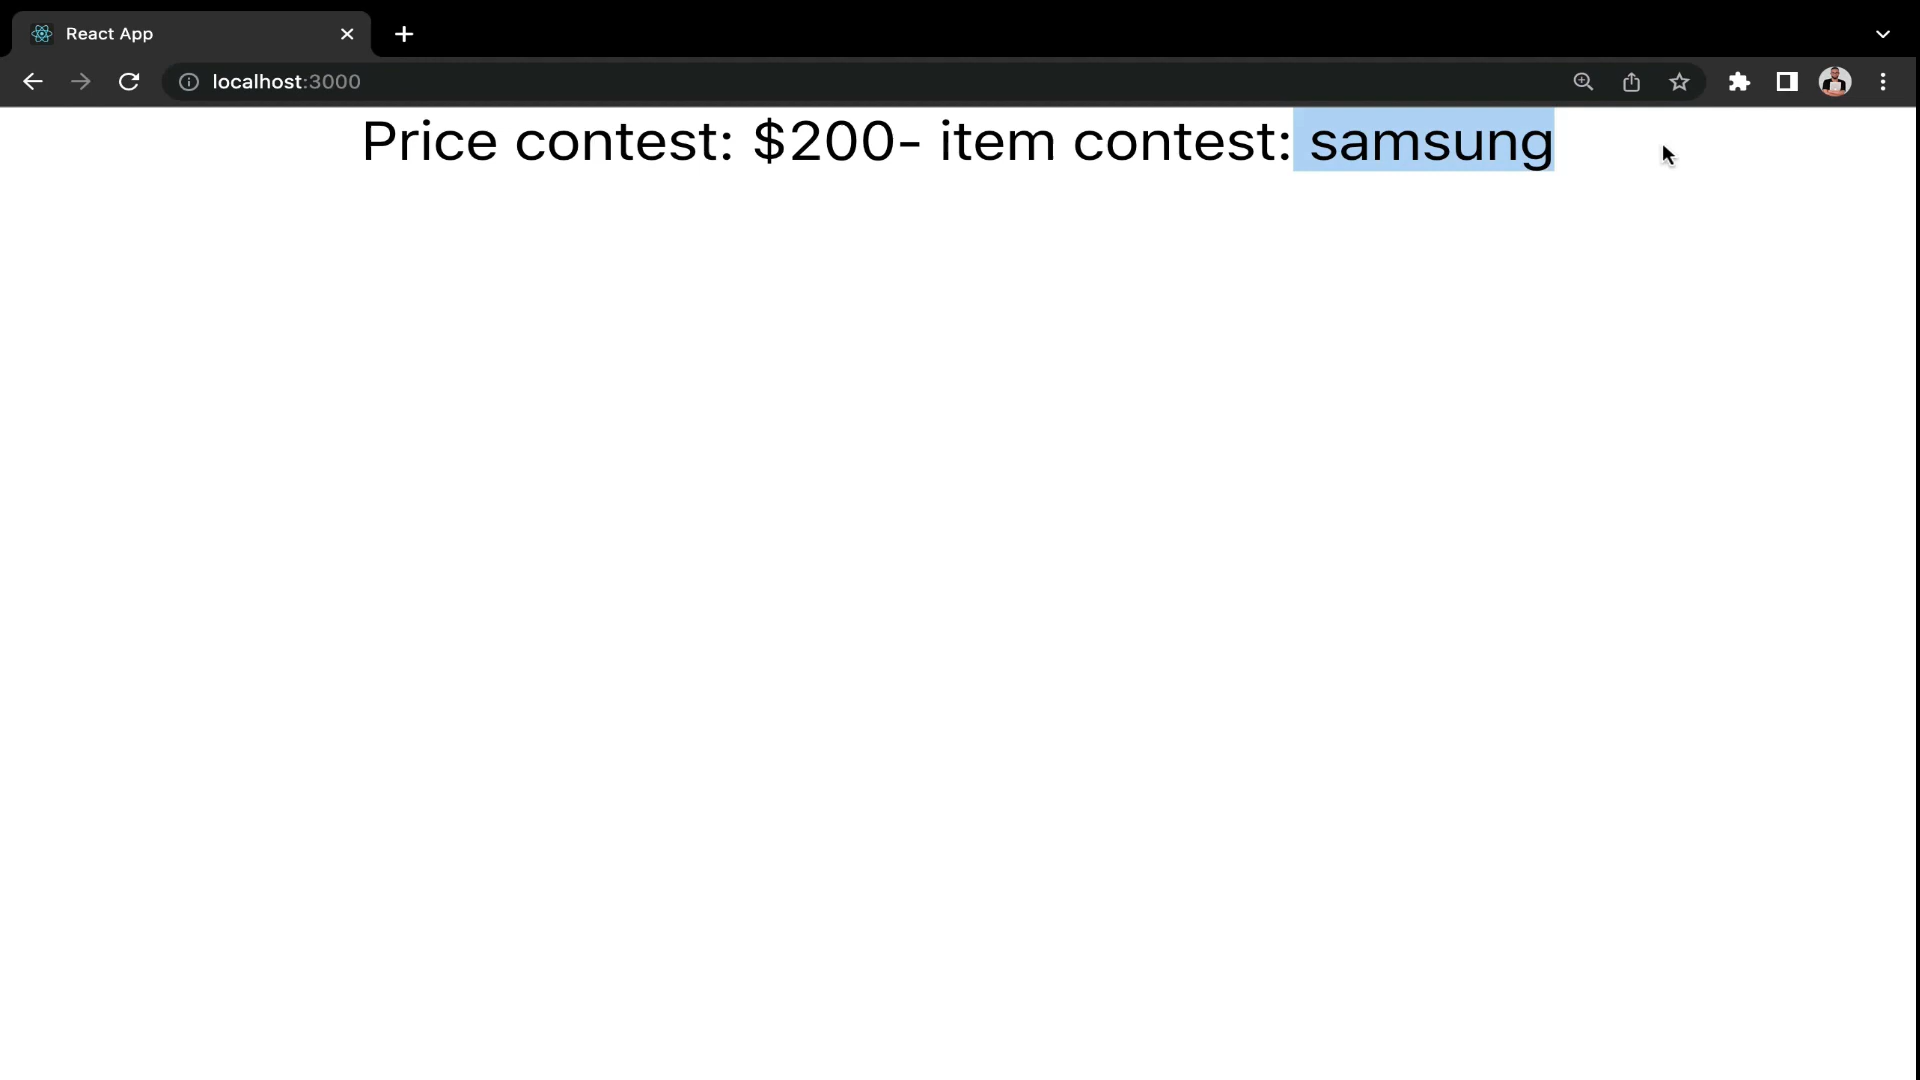 React App
localhost:3000
Price contest: $200- item contest: samsung